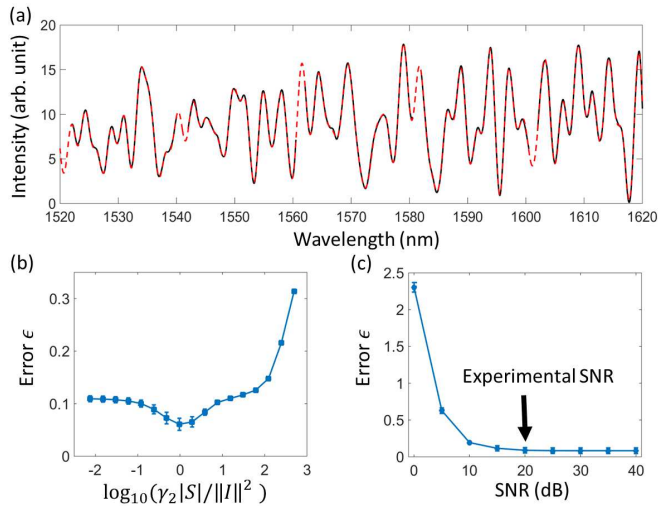 (a)
Intensity (arb. unit)
20
15
10
5
0
1520 1530 1540 1550 1560 1570 1580 1590 1600 1610 1620
Wavelength (nm)
(b)
Error ϵ
0.3
0.2
0.1
0
-2 -1 0 1 2 3
log₁₀(γ₂|S|/‖I‖² )
(c)
Error ϵ
2.5
2
1.5
1
0.5
0
Experimental SNR
0 10 20 30 40
SNR (dB)